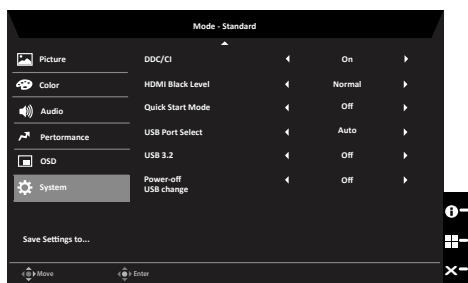 Mode - Standard
Picture
DDC/CI On
Color
HDMI Black Level Normal
Audio
Quick Start Mode Off
Pertormance
USB Port Select Auto
OSD
USB 3.2 Off
System
Power-off
USB change Off
Save Settings to...
Move Enter